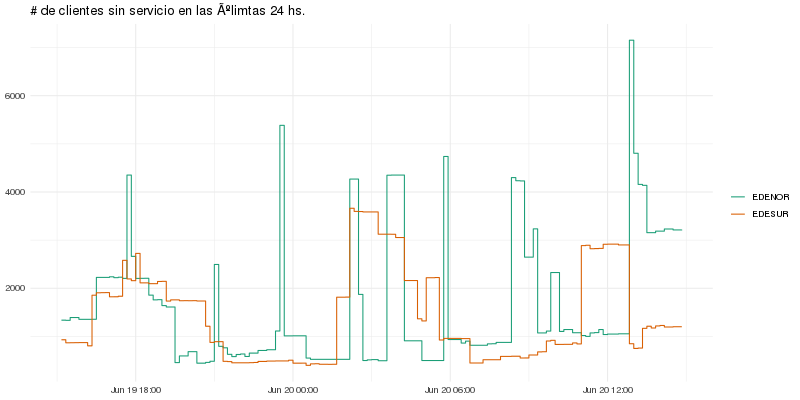 # de clientes sin servicio en las Ãºlimtas 24 hs.
6000
4000
2000
EDENOR
EDESUR
Jun 19 18:00 Jun 20 00:00 Jun 20 06:00 Jun 20 12:00